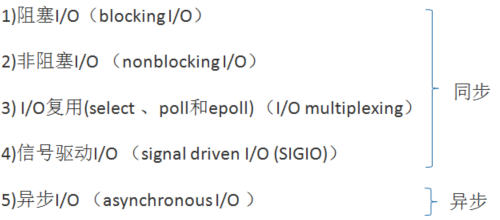 1)阻塞I/O（blocking I/O）
2)非阻塞I/O （nonblocking I/O）
3) I/O复用(select 、poll和epoll)（I/O multiplexing）
同步
4)信号驱动I/O （signal driven I/O (SIGIO)）
5)异步I/O （asynchronous I/O ）
异步